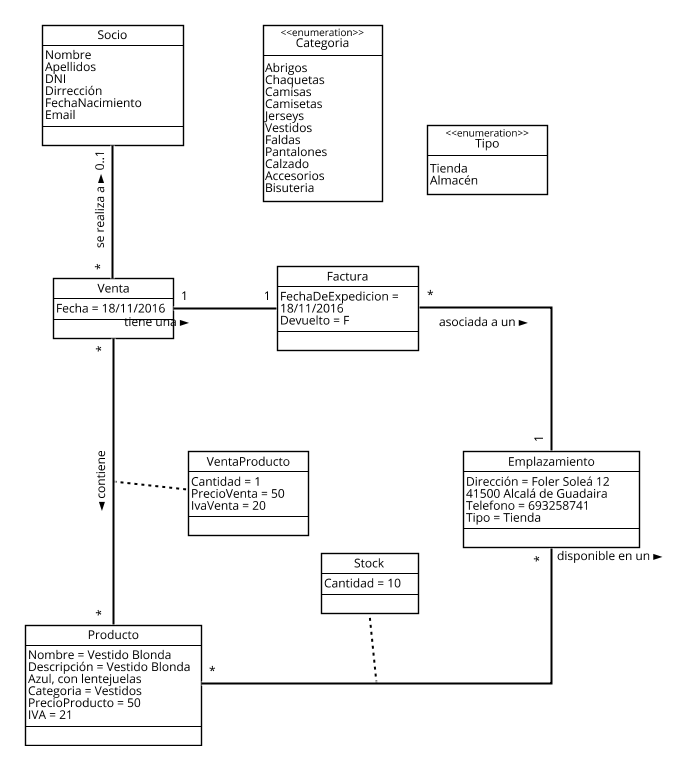 Socio
Nombre
Apellidos
DNI
Dirrección
FechaNacimiento
Email
<<enumeration>>
Categoria
Abrigos
Chaquetas
Camisas
Camisetas
Jerseys
Vestidos
Faldas
Pantalones
Calzado
Accesorios
Bisuteria
<<enumeration>>
Tipo
Tienda
Almacén
se realiza a ► 0..1
*
Venta
Fecha = 18/11/2016
tiene una ►
1
1
Factura
FechaDeExpedicion =
18/11/2016
Devuelto = F
*
asociada a un ►
1
*
◄ contiene
*
VentaProducto
Cantidad = 1
PrecioVenta = 50
IvaVenta = 20
Emplazamiento
Dirección = Foler Soleá 12
41500 Alcalá de Guadaira
Telefono = 693258741
Tipo = Tienda
*
disponible en un ►
Stock
Cantidad = 10
Producto
Nombre = Vestido Blonda
Descripción = Vestido Blonda
Azul, con lentejuelas
Categoria = Vestidos
PrecioProducto = 50
IVA = 21
*